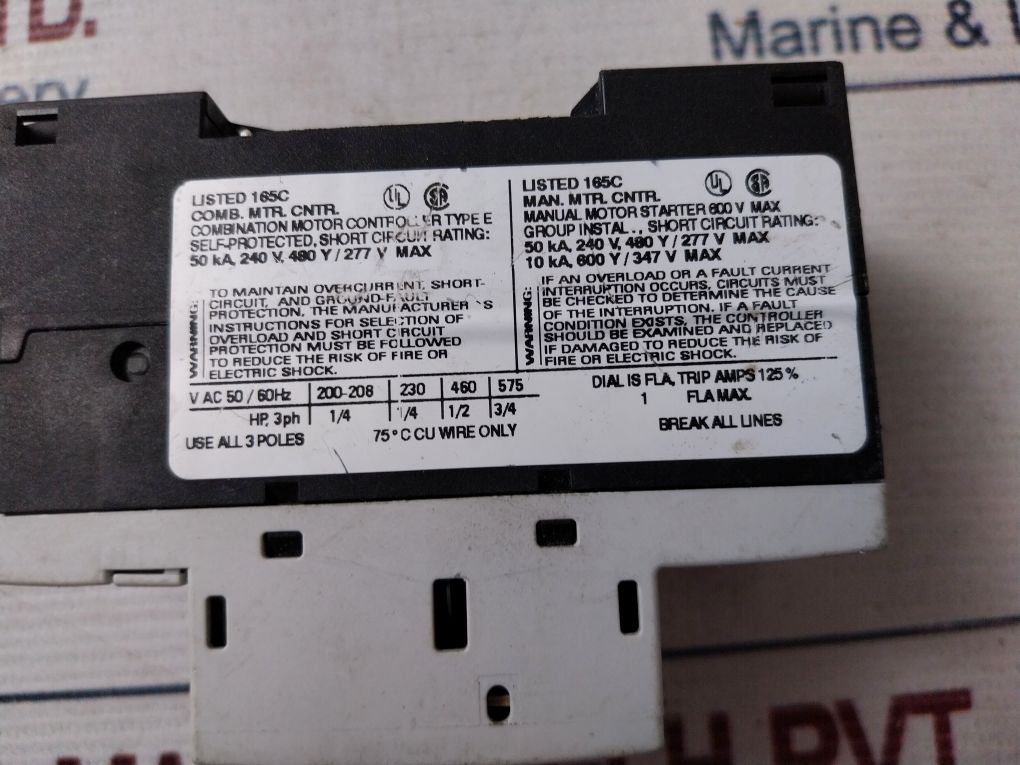 TD.
ery
Marine &
LISTED 165C
COMB. MTR. CNTR.
COMBINATION MOTOR CONTROLLER TYPE E
SELF-PROTECTED, SHORT CIRCUIT RATING:
50 kA, 240 V, 480 Y / 277 V MAX
WARNING:
TO MAINTAIN OVERCURRENT, SHORT-
CIRCUIT, AND GROUND-FAULT
PROTECTION, THE MANUFACTURER'S
INSTRUCTIONS FOR SELECTION OF
OVERLOAD AND SHORT CIRCUIT
PROTECTION MUST BE FOLLOWED
TO REDUCE THE RISK OF FIRE OR
ELECTRIC SHOCK.
UL SA
LISTED 165C
MAN. MTR. CNTR.
MANUAL MOTOR STARTER 600 V MAX
GROUP INSTAL., SHORT CIRCUIT RATING:
50 kA, 240 V, 480 Y / 277 V MAX
10 kA, 600 Y / 347 V MAX
WARNING:
IF AN OVERLOAD OR A FAULT CURRENT
INTERRUPTION OCCURS, CIRCUITS MUST
BE CHECKED TO DETERMINE THE CAUSE
OF THE INTERRUPTION. IF A FAULT
CONDITION EXISTS, THE CONTROLLER
SHOULD BE EXAMINED AND REPLACED
IF DAMAGED TO REDUCE THE RISK OF
FIRE OR ELECTRIC SHOCK.
UL SA
V AC 50 / 60Hz 200-208 230 460 575
HP, 3ph 1/4 1/4 1/2 3/4
USE ALL 3 POLES 75°C CU WIRE ONLY
DIAL IS FLA, TRIP AMPS 125 %
1 FLA MAX.
BREAK ALL LINES
MA
H PVT